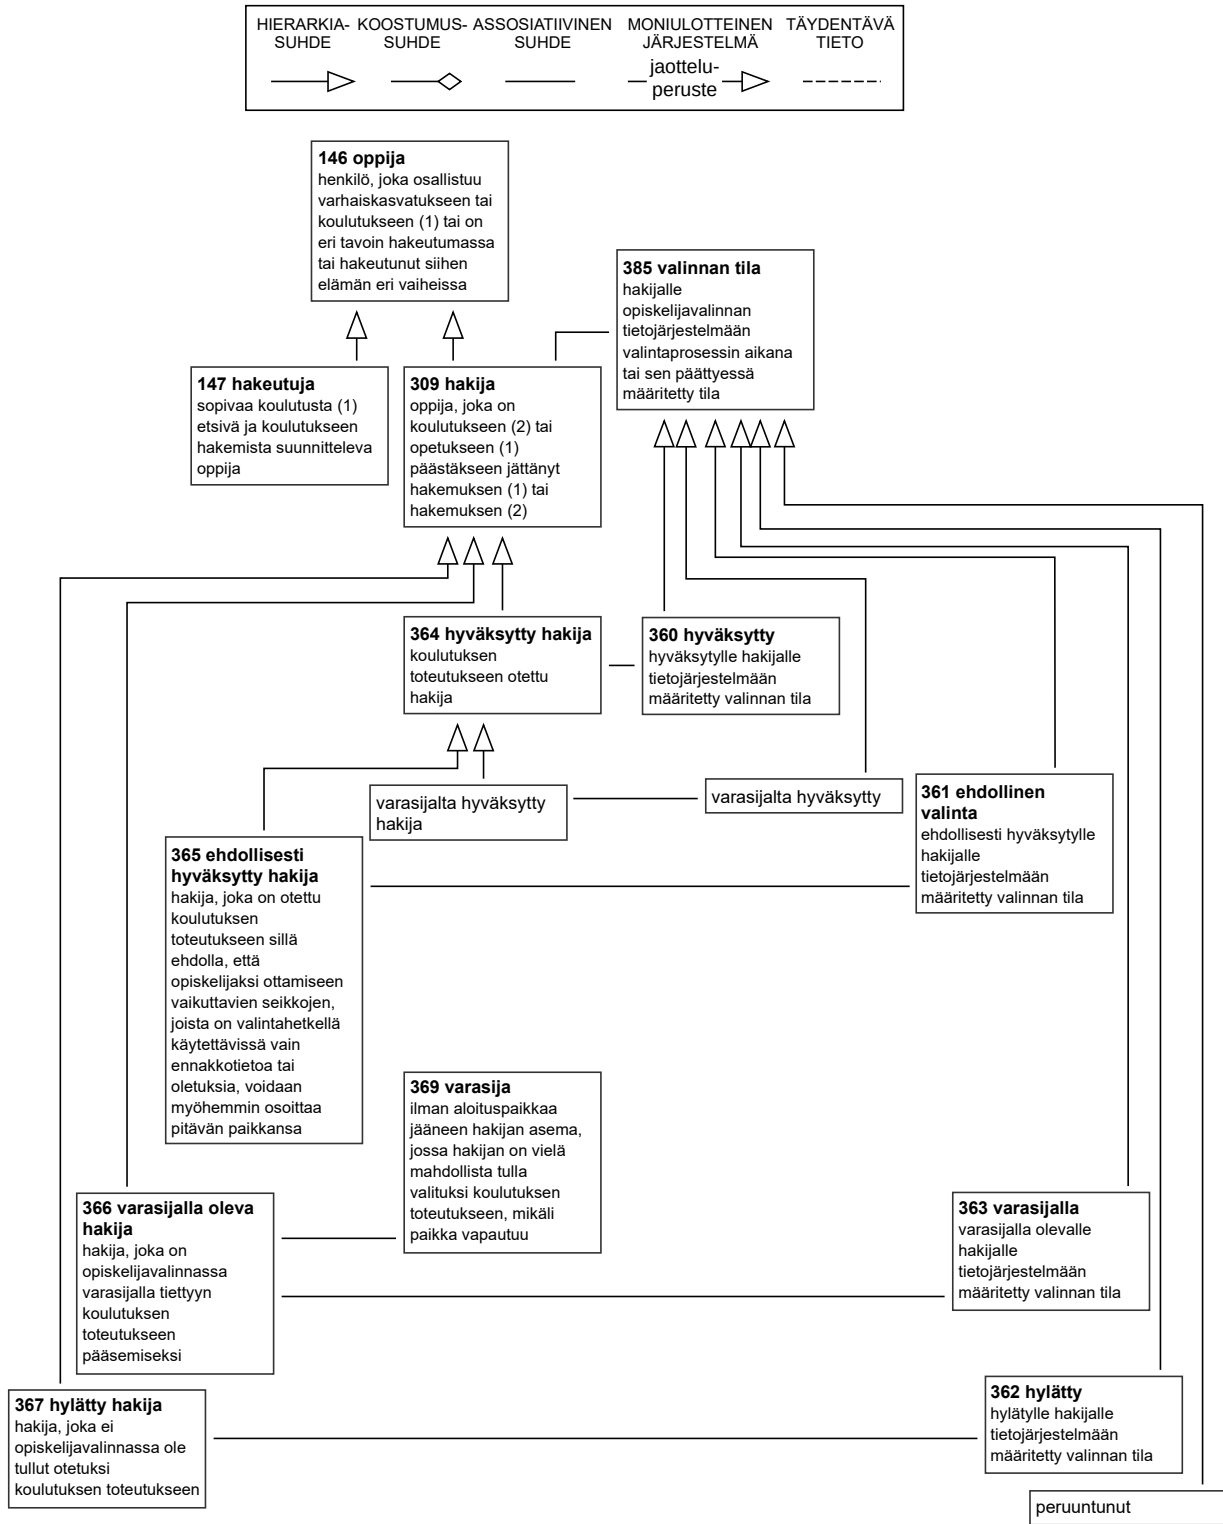 HIERARKIA-
SUHDE
KOOSTUMUS-
SUHDE
ASSOSIATIIVINEN
SUHDE
MONIULOTTEINEN
JÄRJESTELMÄ
TÄYDENTÄVÄ
TIETO
jaottelu-
peruste
146 oppija
henkilö, joka osallistuu
varhaiskasvatukseen tai
koulutukseen (1) tai on
eri tavoin hakeutumassa
tai hakeutunut siihen
elämän eri vaiheissa
385 valinnan tila
hakijalle
opiskelijavalinnan
tietojärjestelmään
valintaprosessin aikana
tai sen päättyessä
määritetty tila
147 hakeutuja
sopivaa koulutusta (1)
etsivä ja koulutukseen
hakemista suunnitteleva
oppija
309 hakija
oppija, joka on
koulutukseen (2) tai
opetukseen (1)
päästäkseen jättänyt
hakemuksen (1) tai
hakemuksen (2)
364 hyväksytty hakija
koulutuksen
toteutukseen otettu
hakija
360 hyväksytty
hyväksytylle hakijalle
tietojärjestelmään
määritetty valinnan tila
varasijalta hyväksytty
hakija
varasijalta hyväksytty
361 ehdollinen
valinta
ehdollisesti hyväksytylle
hakijalle
tietojärjestelmään
määritetty valinnan tila
365 ehdollisesti
hyväksytty hakija
hakija, joka on otettu
koulutuksen
toteutukseen sillä
ehdolla, että
opiskelijaksi ottamiseen
vaikuttavien seikkojen,
joista on valintahetkellä
käytettävissä vain
ennakkotietoa tai
oletuksia, voidaan
myöhemmin osoittaa
pitävän paikkansa
369 varasija
ilman aloituspaikkaa
jääneen hakijan asema,
jossa hakijan on vielä
mahdollista tulla
valituksi koulutuksen
toteutukseen, mikäli
paikka vapautuu
366 varasijalla oleva
hakija
hakija, joka on
opiskelijavalinnassa
varasijalla tiettyyn
koulutuksen
toteutukseen
pääsemiseksi
363 varasijalla
varasijalla olevalle
hakijalle
tietojärjestelmään
määritetty valinnan tila
367 hylätty hakija
hakija, joka ei
opiskelijavalinnassa ole
tullut otetuksi
koulutuksen toteutukseen
362 hylätty
hylätylle hakijalle
tietojärjestelmään
määritetty valinnan tila
peruuntunut